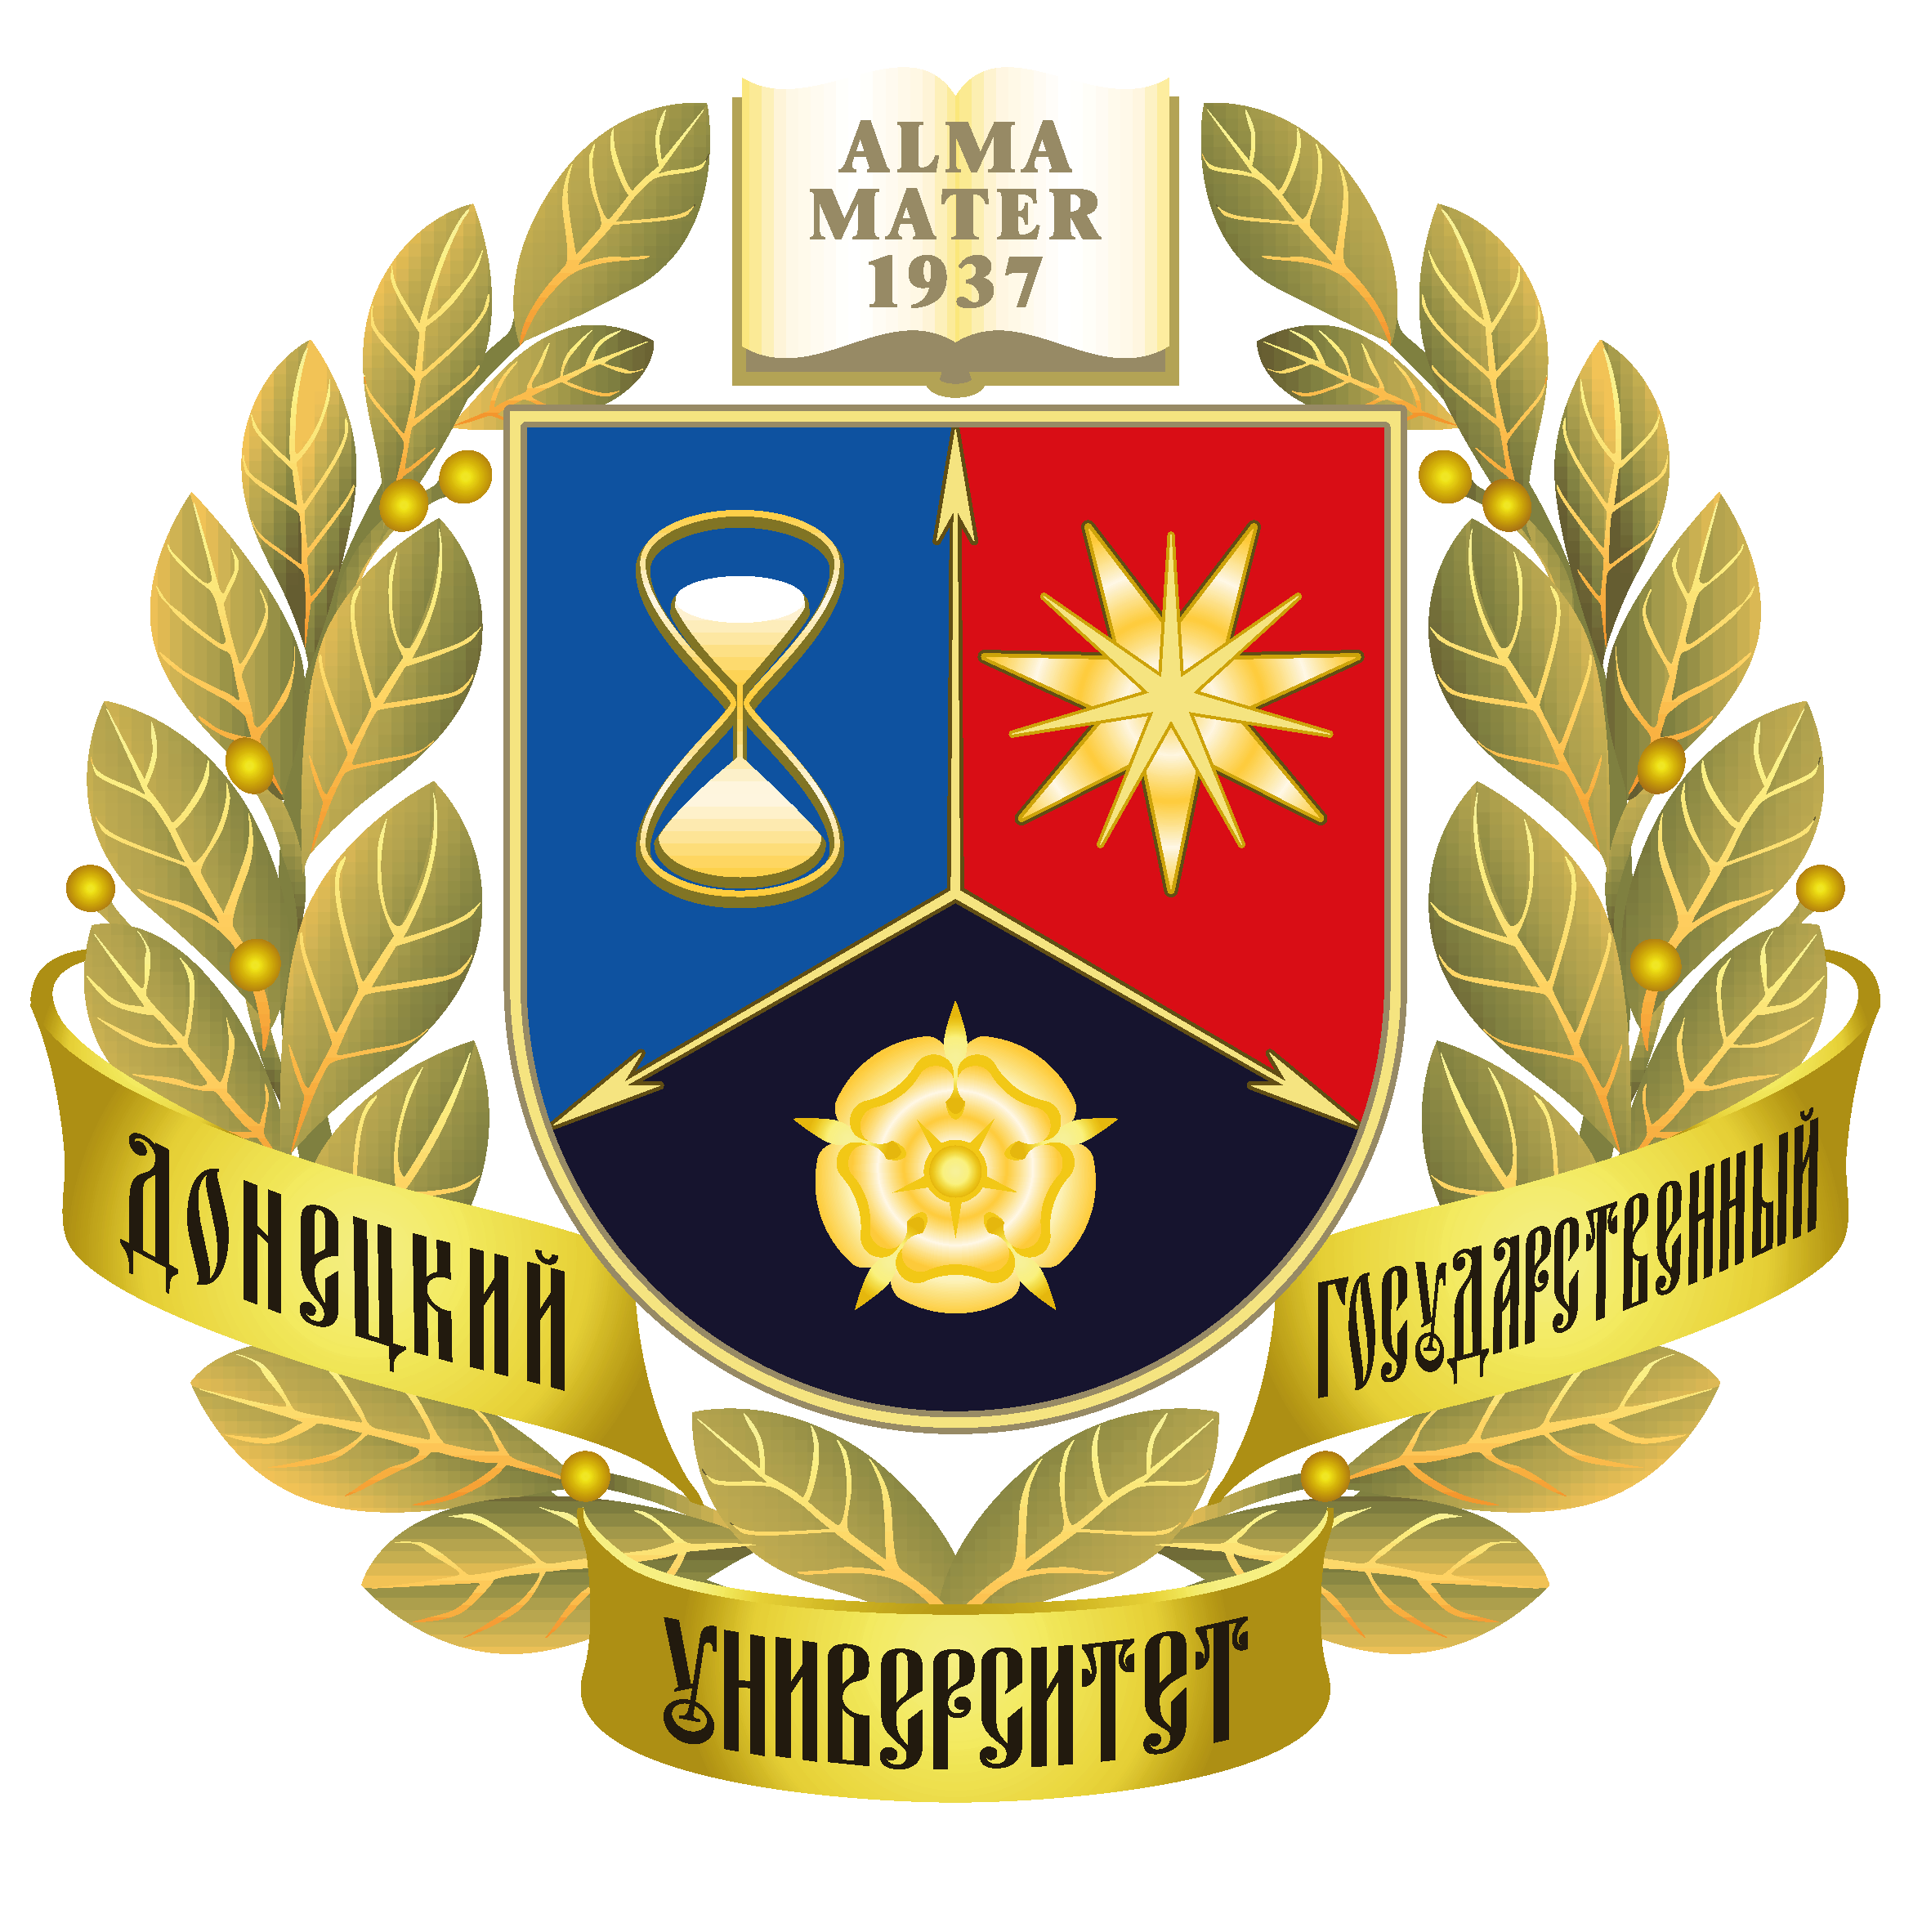 ALMA
MATER
1937
Донецкий
государственный
Университет